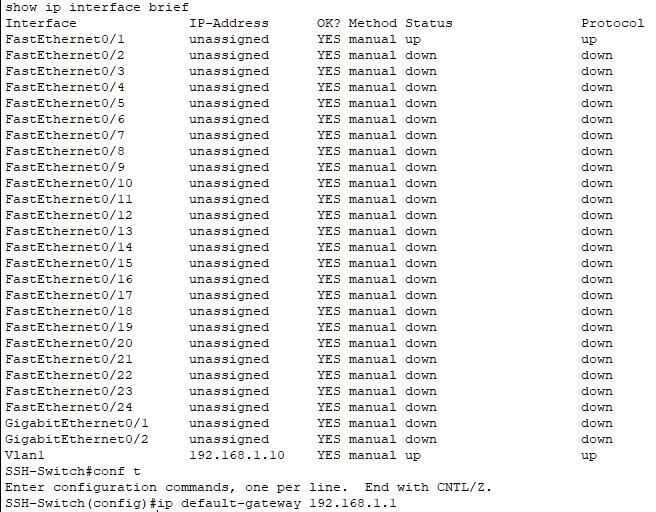 show ip interface brief
Interface IP-Address OK? Method Status Protocol
FastEthernet0/1 unassigned YES manual up up
FastEthernet0/2 unassigned YES manual down down
FastEthernet0/3 unassigned YES manual down down
FastEthernet0/4 unassigned YES manual down down
FastEthernet0/5 unassigned YES manual down down
FastEthernet0/6 unassigned YES manual down down
FastEthernet0/7 unassigned YES manual down down
FastEthernet0/8 unassigned YES manual down down
FastEthernet0/9 unassigned YES manual down down
FastEthernet0/10 unassigned YES manual down down
FastEthernet0/11 unassigned YES manual down down
FastEthernet0/12 unassigned YES manual down down
FastEthernet0/13 unassigned YES manual down down
FastEthernet0/14 unassigned YES manual down down
FastEthernet0/15 unassigned YES manual down down
FastEthernet0/16 unassigned YES manual down down
FastEthernet0/17 unassigned YES manual down down
FastEthernet0/18 unassigned YES manual down down
FastEthernet0/19 unassigned YES manual down down
FastEthernet0/20 unassigned YES manual down down
FastEthernet0/21 unassigned YES manual down down
FastEthernet0/22 unassigned YES manual down down
FastEthernet0/23 unassigned YES manual down down
FastEthernet0/24 unassigned YES manual down down
GigabitEthernet0/1 unassigned YES manual down down
GigabitEthernet0/2 unassigned YES manual down down
Vlan1 192.168.1.10 YES manual up up
SSH-Switch#conf t
Enter configuration commands, one per line. End with CNTL/Z.
SSH-Switch(config)#ip default-gateway 192.168.1.1